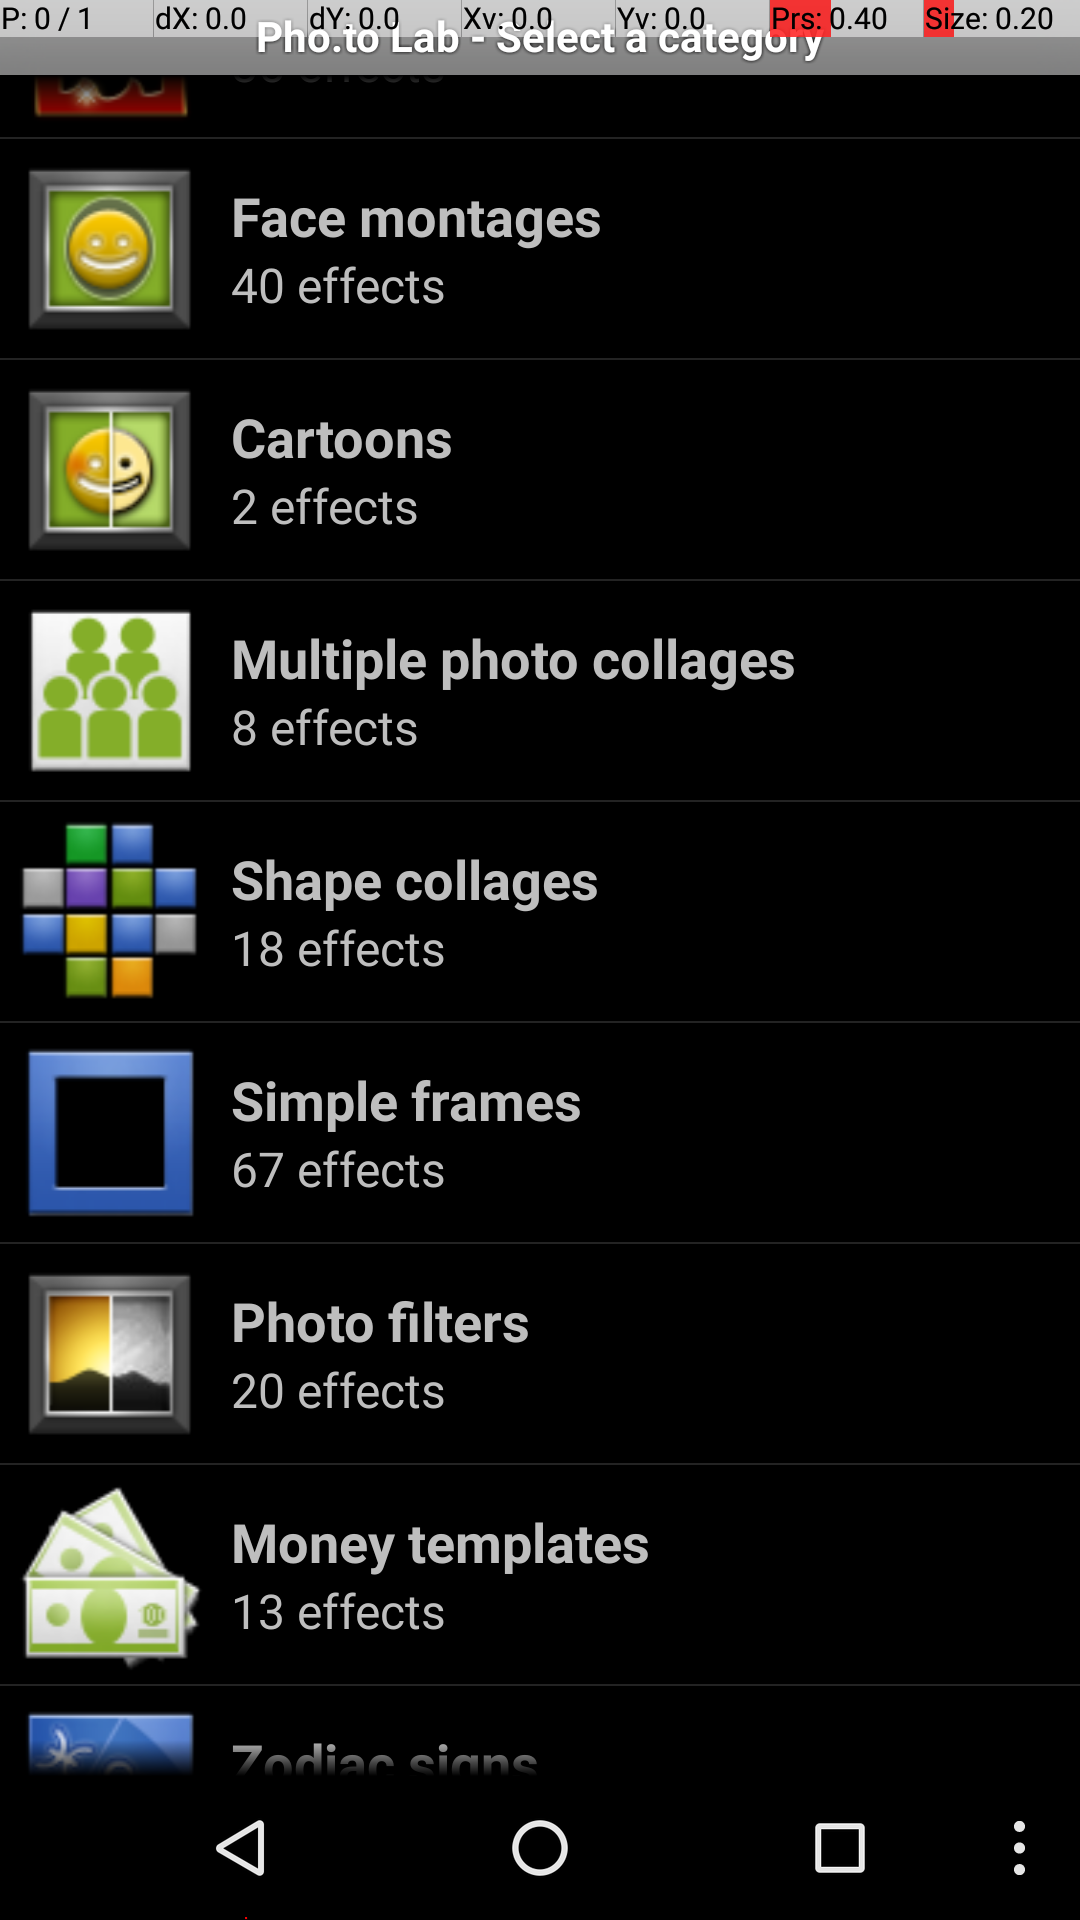 P: 0 / 1 dX: 0.0 dY: 0.0 Xv: 0.0 Yv: 0.0 Prs: 0.40 Size: 0.20
Pho.to Lab - Select a category
Face montages
40 effects
Cartoons
2 effects
Multiple photo collages
8 effects
Shape collages
18 effects
Simple frames
67 effects
Photo filters
20 effects
Money templates
13 effects
Zodiac signs